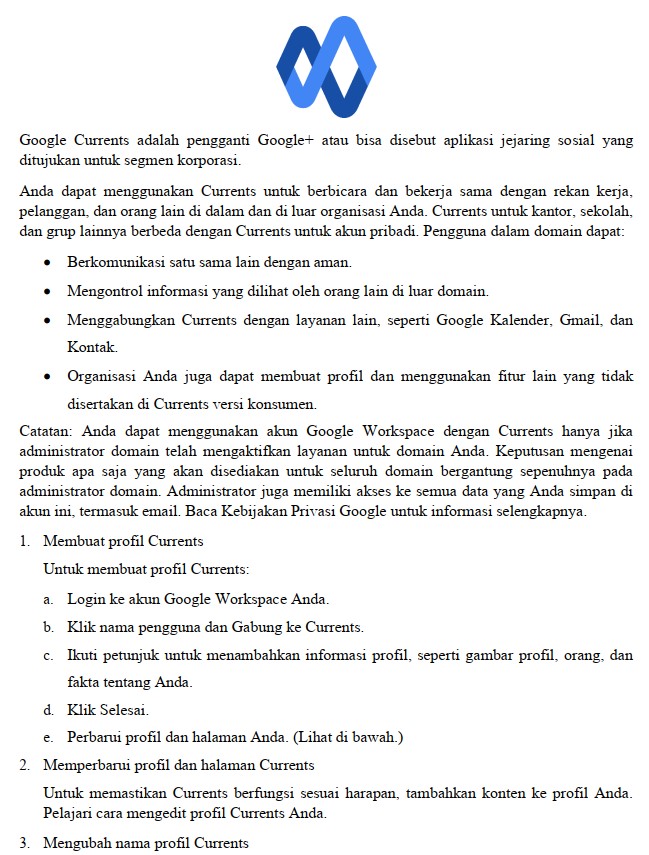 Google Currents adalah pengganti Google+ atau bisa disebut aplikasi jejaring sosial yang
ditujukan untuk segmen korporasi.
Anda dapat menggunakan Currents untuk berbicara dan bekerja sama dengan rekan kerja,
pelanggan, dan orang lain di dalam dan di luar organisasi Anda. Currents untuk kantor, sekolah,
dan grup lainnya berbeda dengan Currents untuk akun pribadi. Pengguna dalam domain dapat:
• Berkomunikasi satu sama lain dengan aman.
• Mengontrol informasi yang dilihat oleh orang lain di luar domain.
• Menggabungkan Currents dengan layanan lain, seperti Google Kalender, Gmail, dan
Kontak.
• Organisasi Anda juga dapat membuat profil dan menggunakan fitur lain yang tidak
disertakan di Currents versi konsumen.
Catatan: Anda dapat menggunakan akun Google Workspace dengan Currents hanya jika
administrator domain telah mengaktifkan layanan untuk domain Anda. Keputusan mengenai
produk apa saja yang akan disediakan untuk seluruh domain bergantung sepenuhnya pada
administrator domain. Administrator juga memiliki akses ke semua data yang Anda simpan di
akun ini, termasuk email. Baca Kebijakan Privasi Google untuk informasi selengkapnya.
1. Membuat profil Currents
Untuk membuat profil Currents:
a. Login ke akun Google Workspace Anda.
b. Klik nama pengguna dan Gabung ke Currents.
c. Ikuti petunjuk untuk menambahkan informasi profil, seperti gambar profil, orang, dan
fakta tentang Anda.
d. Klik Selesai.
e. Perbarui profil dan halaman Anda. (Lihat di bawah.)
2. Memperbarui profil dan halaman Currents
Untuk memastikan Currents berfungsi sesuai harapan, tambahkan konten ke profil Anda.
Pelajari cara mengedit profil Currents Anda.
3. Mengubah nama profil Currents